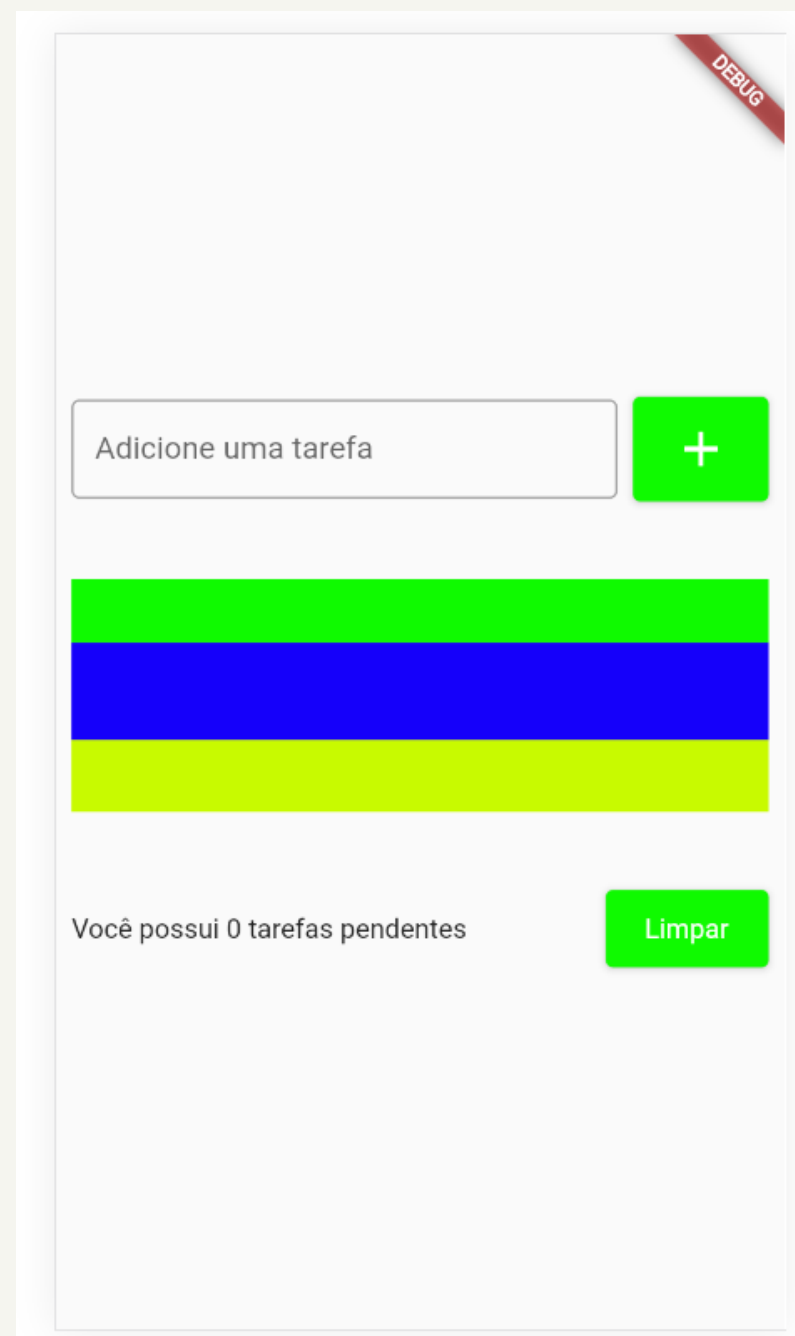 DEBUG
Adicione uma tarefa
+
Você possui 0 tarefas pendentes
Limpar